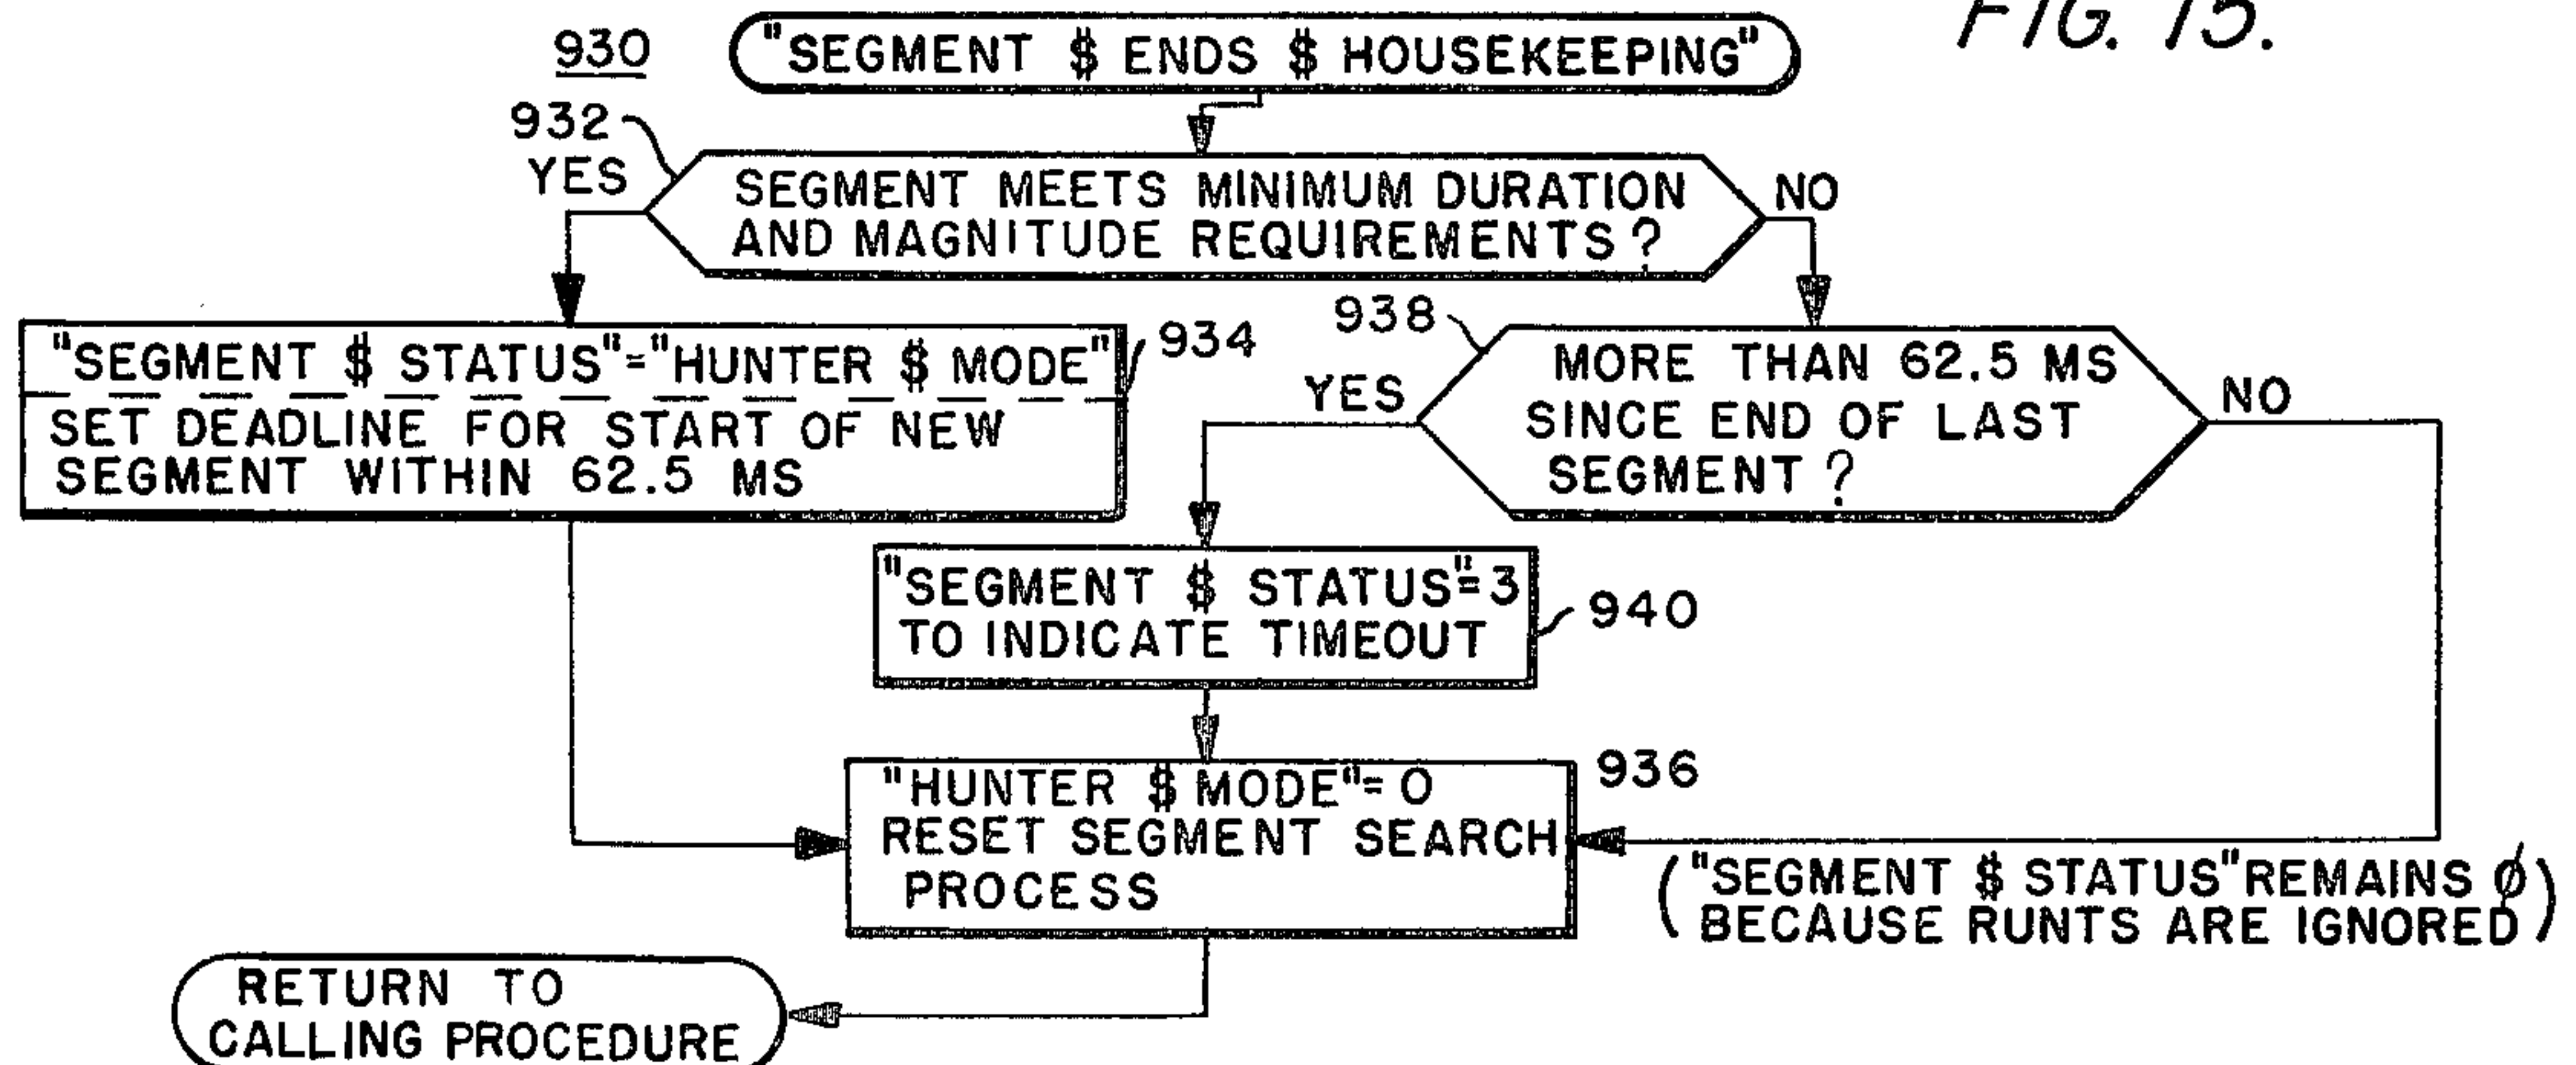 FIG. 15.
930
"SEGMENT $ ENDS $ HOUSEKEEPING"
932
YES
SEGMENT MEETS MINIMUM DURATION
AND MAGNITUDE REQUIREMENTS?
NO
"SEGMENT $ STATUS"="HUNTER $ MODE"
SET DEADLINE FOR START OF NEW
SEGMENT WITHIN 62.5 MS
934
938
YES
MORE THAN 62.5 MS
SINCE END OF LAST
SEGMENT?
NO
"SEGMENT $ STATUS"=3
TO INDICATE TIMEOUT
940
"HUNTER $ MODE"=0
RESET SEGMENT SEARCH
PROCESS
936
("SEGMENT $ STATUS" REMAINS Ø
BECAUSE RUNTS ARE IGNORED)
RETURN TO
CALLING PROCEDURE